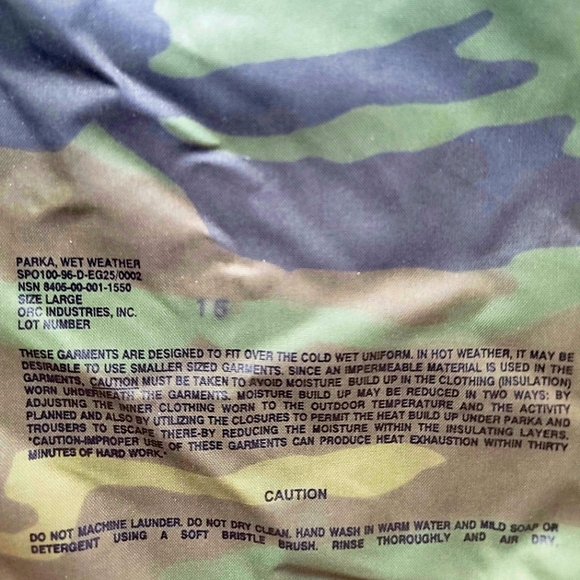 PARKA, WET WEATHER
SPO100-96-D-EG25/0002
NSN 8405-00-001-1550
SIZE LARGE
ORC INDUSTRIES, INC.
LOT NUMBER
15
THESE GARMENTS ARE DESIGNED TO FIT OVER THE COLD WET UNIFORM. IN HOT WEATHER, IT MAY BE
DESIRABLE TO USE SMALLER SIZED GARMENTS. SINCE AN IMPERMEABLE MATERIAL IS USED IN THE
GARMENTS, CAUTION MUST BE TAKEN TO AVOID MOISTURE BUILD UP IN THE CLOTHING (INSULATION)
WORN UNDERNEATH THE GARMENTS. MOISTURE BUILD UP MAY BE REDUCED IN TWO WAYS: BY
ADJUSTING THE INNER CLOTHING WORN TO THE OUTDOOR TEMPERATURE AND THE ACTIVITY
PLANNED AND ALSO BY UTILIZING THE CLOSURES TO PERMIT THE HEAT BUILD UP UNDER PARKA AND
TROUSERS TO ESCAPE THERE-BY REDUCING THE MOISTURE WITHIN THE INSULATING LAYERS.
"CAUTION-IMPROPER USE OF THESE GARMENTS CAN PRODUCE HEAT EXHAUSTION WITHIN THIRTY
MINUTES OF HARD WORK."
CAUTION
DO NOT MACHINE LAUNDER. DO NOT DRY CLEAN. HAND WASH IN WARM WATER AND MILD SOAP OR
DETERGENT USING A SOFT BRISTLE BRUSH. RINSE THOROUGHLY AND AIR DRY.